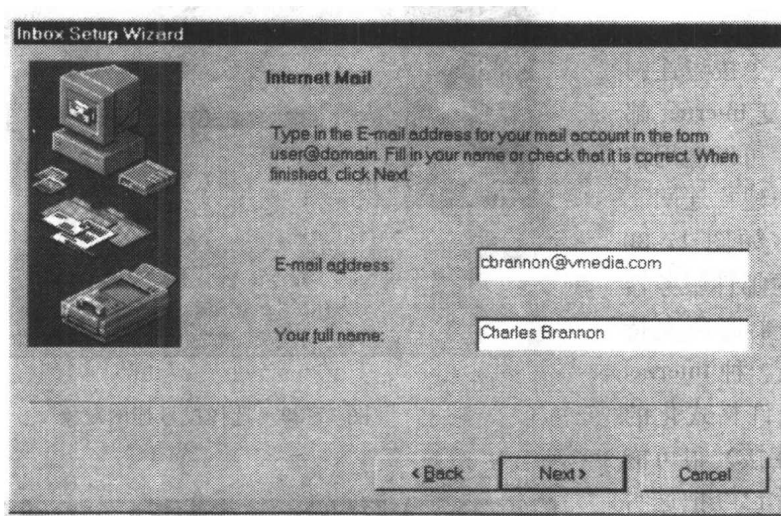 Inbox Setup Wizard
Internet Mail
Type in the E-mail address for your mail account in the form
user@domain. Fill in your name or check that it is correct. When
finished, click Next.
E-mail address:
cbrannon@vmedia.com
Your full name:
Charles Brannon
< Back
Next >
Cancel